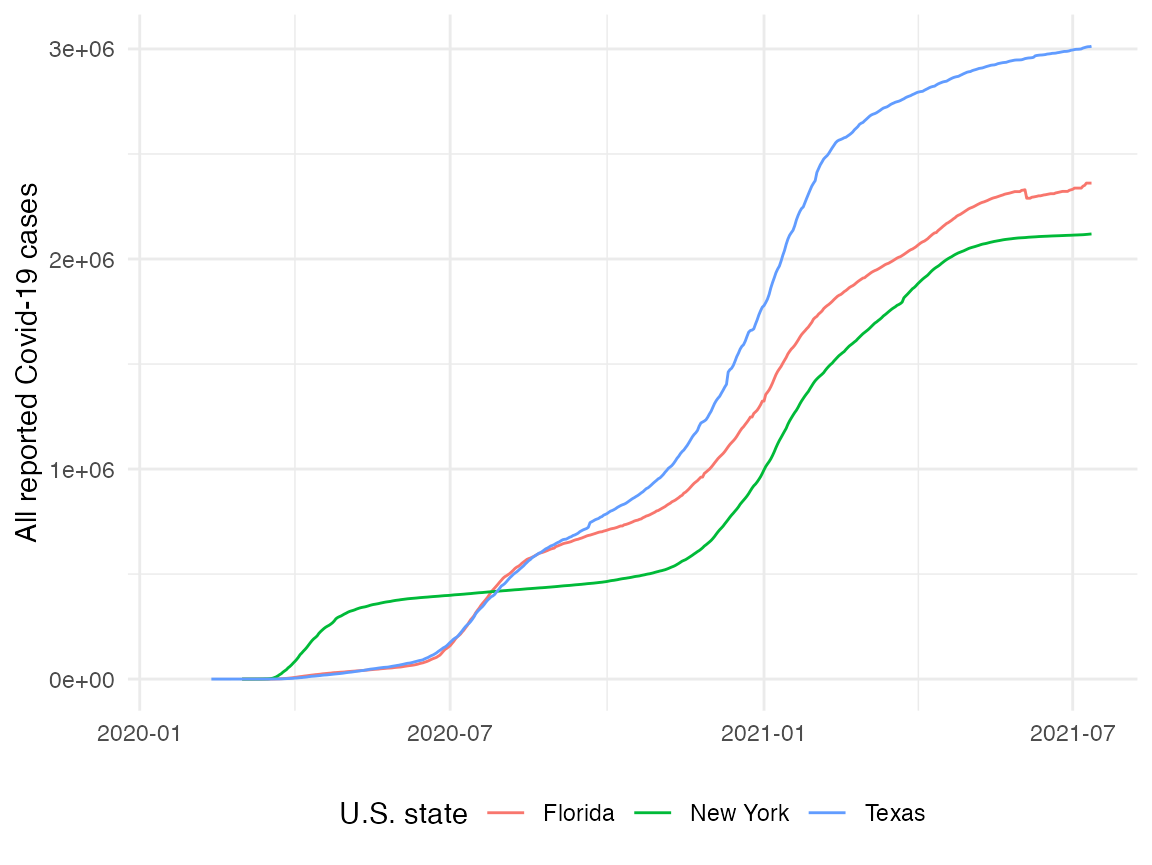 All reported Covid-19 cases
3e+06
2e+06
1e+06
0e+00
2020-01 2020-07 2021-01 2021-07
U.S. state Florida New York Texas